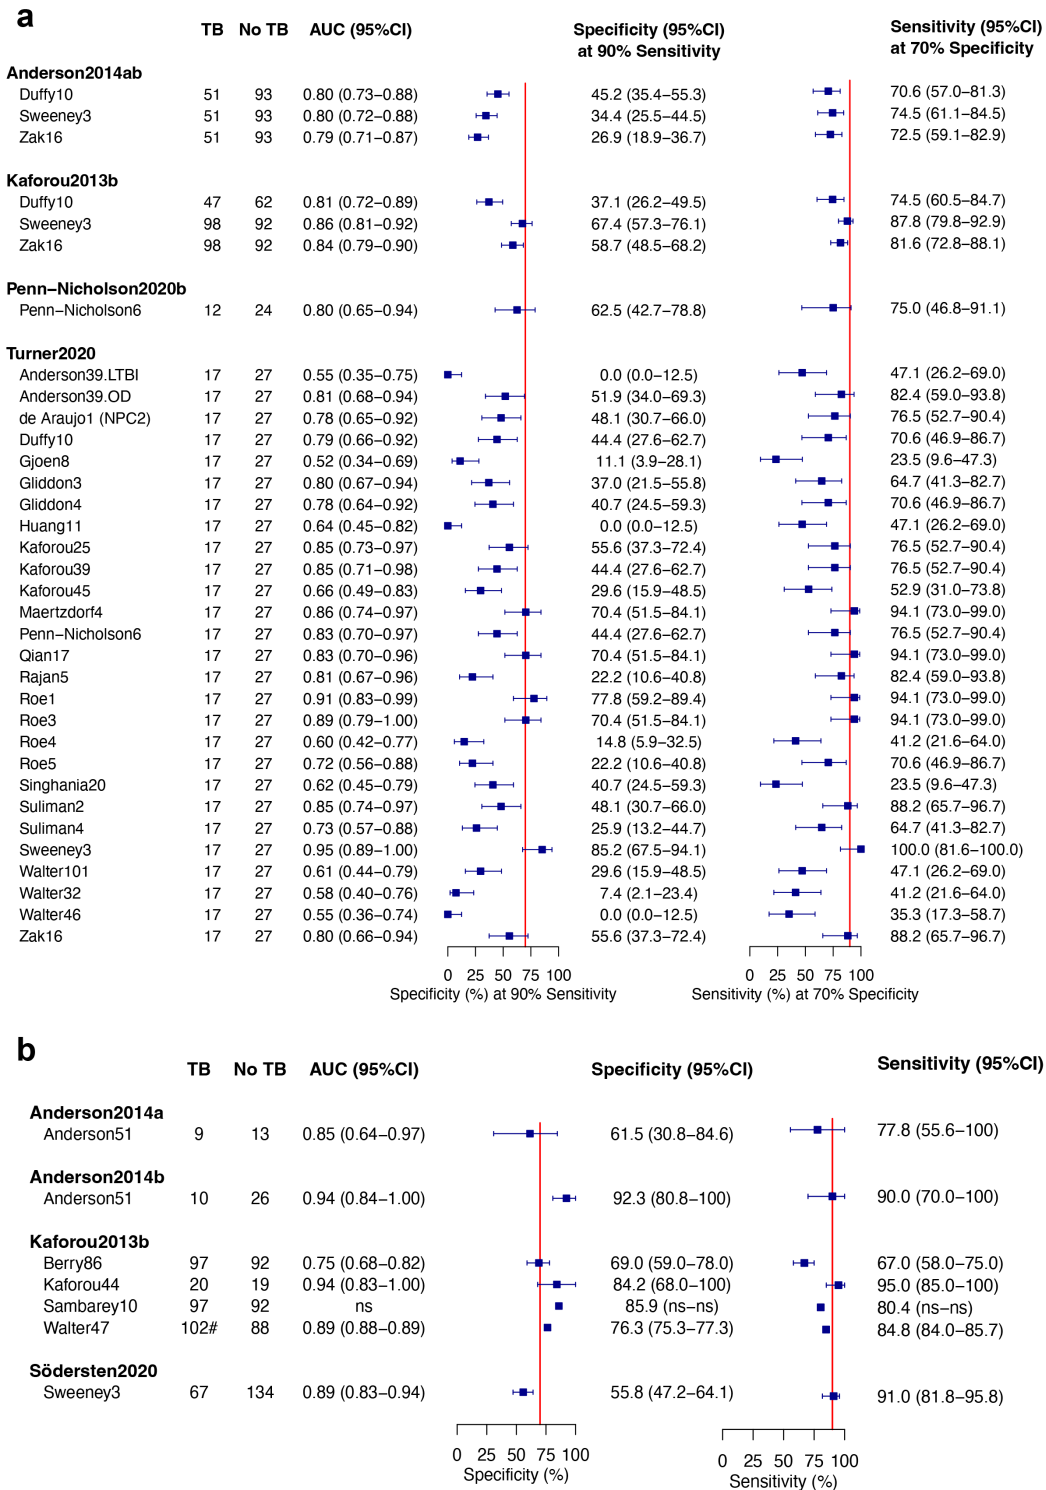 a
TB No TB AUC (95%CI) Specificity (95%CI) at 90% Sensitivity Sensitivity (95%CI) at 70% Specificity
Anderson2014ab
Duffy10 51 93 0.80 (0.73–0.88) 45.2 (35.4–55.3) 70.6 (57.0–81.3)
Sweeney3 51 93 0.80 (0.72–0.88) 34.4 (25.5–44.5) 74.5 (61.1–84.5)
Zak16 51 93 0.79 (0.71–0.87) 26.9 (18.9–36.7) 72.5 (59.1–82.9)
Kaforou2013b
Duffy10 47 62 0.81 (0.72–0.89) 37.1 (26.2–49.5) 74.5 (60.5–84.7)
Sweeney3 98 92 0.86 (0.81–0.92) 67.4 (57.3–76.1) 87.8 (79.8–92.9)
Zak16 98 92 0.84 (0.79–0.90) 58.7 (48.5–68.2) 81.6 (72.8–88.1)
Penn–Nicholson2020b
Penn–Nicholson6 12 24 0.80 (0.65–0.94) 62.5 (42.7–78.8) 75.0 (46.8–91.1)
Turner2020
Anderson39.LTBI 17 27 0.55 (0.35–0.75) 0.0 (0.0–12.5) 47.1 (26.2–69.0)
Anderson39.OD 17 27 0.81 (0.68–0.94) 51.9 (34.0–69.3) 82.4 (59.0–93.8)
de Araujo1 (NPC2) 17 27 0.78 (0.65–0.92) 48.1 (30.7–66.0) 76.5 (52.7–90.4)
Duffy10 17 27 0.79 (0.66–0.92) 44.4 (27.6–62.7) 70.6 (46.9–86.7)
Gjoen8 17 27 0.52 (0.34–0.69) 11.1 (3.9–28.1) 23.5 (9.6–47.3)
Gliddon3 17 27 0.80 (0.67–0.94) 37.0 (21.5–55.8) 64.7 (41.3–82.7)
Gliddon4 17 27 0.78 (0.64–0.92) 40.7 (24.5–59.3) 70.6 (46.9–86.7)
Huang11 17 27 0.64 (0.45–0.82) 0.0 (0.0–12.5) 47.1 (26.2–69.0)
Kaforou25 17 27 0.85 (0.73–0.97) 55.6 (37.3–72.4) 76.5 (52.7–90.4)
Kaforou39 17 27 0.85 (0.71–0.98) 44.4 (27.6–62.7) 76.5 (52.7–90.4)
Kaforou45 17 27 0.66 (0.49–0.83) 29.6 (15.9–48.5) 52.9 (31.0–73.8)
Maertzdorf4 17 27 0.86 (0.74–0.97) 70.4 (51.5–84.1) 94.1 (73.0–99.0)
Penn–Nicholson6 17 27 0.83 (0.70–0.97) 44.4 (27.6–62.7) 76.5 (52.7–90.4)
Qian17 17 27 0.83 (0.70–0.96) 70.4 (51.5–84.1) 94.1 (73.0–99.0)
Rajan5 17 27 0.81 (0.67–0.96) 22.2 (10.6–40.8) 82.4 (59.0–93.8)
Roe1 17 27 0.91 (0.83–0.99) 77.8 (59.2–89.4) 94.1 (73.0–99.0)
Roe3 17 27 0.89 (0.79–1.00) 70.4 (51.5–84.1) 94.1 (73.0–99.0)
Roe4 17 27 0.60 (0.42–0.77) 14.8 (5.9–32.5) 41.2 (21.6–64.0)
Roe5 17 27 0.72 (0.56–0.88) 22.2 (10.6–40.8) 70.6 (46.9–86.7)
Singhania20 17 27 0.62 (0.45–0.79) 40.7 (24.5–59.3) 23.5 (9.6–47.3)
Suliman2 17 27 0.85 (0.74–0.97) 48.1 (30.7–66.0) 88.2 (65.7–96.7)
Suliman4 17 27 0.73 (0.57–0.88) 25.9 (13.2–44.7) 64.7 (41.3–82.7)
Sweeney3 17 27 0.95 (0.89–1.00) 85.2 (67.5–94.1) 100.0 (81.6–100.0)
Walter101 17 27 0.61 (0.44–0.79) 29.6 (15.9–48.5) 47.1 (26.2–69.0)
Walter32 17 27 0.58 (0.40–0.76) 7.4 (2.1–23.4) 41.2 (21.6–64.0)
Walter46 17 27 0.55 (0.36–0.74) 0.0 (0.0–12.5) 35.3 (17.3–58.7)
Zak16 17 27 0.80 (0.66–0.94) 55.6 (37.3–72.4) 88.2 (65.7–96.7)
0 25 50 75 100 0 25 50 75 100
Specificity (%) at 90% Sensitivity Sensitivity (%) at 70% Specificity
b
TB No TB AUC (95%CI) Specificity (95%CI) Sensitivity (95%CI)
Anderson2014a
Anderson51 9 13 0.85 (0.64–0.97) 61.5 (30.8–84.6) 77.8 (55.6–100)
Anderson2014b
Anderson51 10 26 0.94 (0.84–1.00) 92.3 (80.8–100) 90.0 (70.0–100)
Kaforou2013b
Berry86 97 92 0.75 (0.68–0.82) 69.0 (59.0–78.0) 67.0 (58.0–75.0)
Kaforou44 20 19 0.94 (0.83–1.00) 84.2 (68.0–100) 95.0 (85.0–100)
Sambarey10 97 92 ns 85.9 (ns–ns) 80.4 (ns–ns)
Walter47 102# 88 0.89 (0.88–0.89) 76.3 (75.3–77.3) 84.8 (84.0–85.7)
Södersten2020
Sweeney3 67 134 0.89 (0.83–0.94) 55.8 (47.2–64.1) 91.0 (81.8–95.8)
0 25 50 75 100 0 25 50 75 100
Specificity (%) Sensitivity (%)